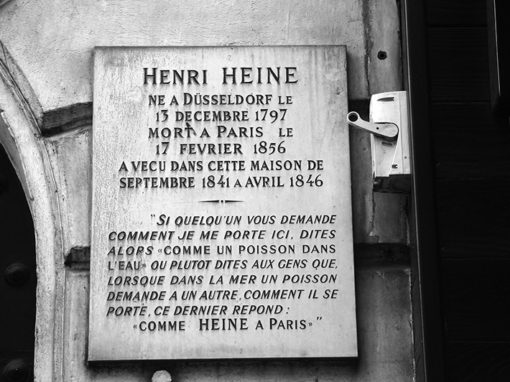 HENRI HEINE
NE A DÜSSELDORF LE
13 DECEMBRE 1797
MORT A PARIS LE
17 FEVRIER 1856
A VECU DANS CETTE MAISON DE
SEPTEMBRE 1841 A AVRIL 1846
"SI QUELQU'UN VOUS DEMANDE
COMMENT JE ME PORTE ICI, DITES
ALORS «COMME UN POISSON DANS
L'EAU» OU PLUTOT DITES AUX GENS QUE,
LORSQUE DANS LA MER UN POISSON
DEMANDE A UN AUTRE, COMMENT IL SE
PORTE, CE DERNIER REPOND :
«COMME HEINE A PARIS»"